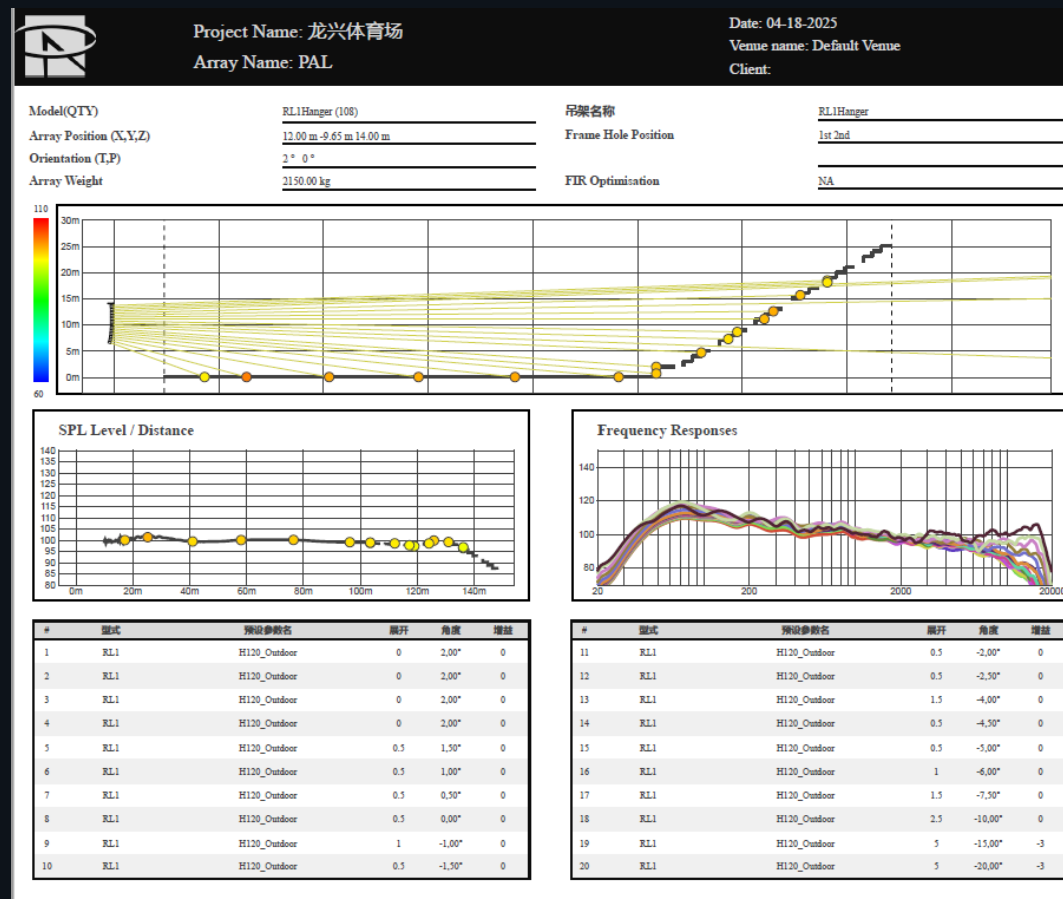 Project Name: 龙兴体育场
Array Name: PAL
Date: 04-18-2025
Venue name: Default Venue
Client:
Model(QTY) RL1Hanger (108)
Array Position (X,Y,Z) 12.00 m -9.65 m 14.00 m
Orientation (T,P) 2 ° 0 °
Array Weight 2150.00 kg
吊架名称 RL1Hanger
Frame Hole Position 1st 2nd
FIR Optimisation NA
110
60
30m
25m
20m
15m
10m
5m
0m
SPL Level / Distance
140
135
130
125
120
115
110
105
100
95
90
85
80
0m 20m 40m 60m 80m 100m 120m 140m
Frequency Responses
140
120
100
80
20 200 2000 20000
# 型式 预设参数名 展开 角度 增益
1 RL1 H120_Outdoor 0 2,00° 0
2 RL1 H120_Outdoor 0 2,00° 0
3 RL1 H120_Outdoor 0 2,00° 0
4 RL1 H120_Outdoor 0 2,00° 0
5 RL1 H120_Outdoor 0.5 1,50° 0
6 RL1 H120_Outdoor 0.5 1,00° 0
7 RL1 H120_Outdoor 0.5 0,50° 0
8 RL1 H120_Outdoor 0.5 0,00° 0
9 RL1 H120_Outdoor 1 -1,00° 0
10 RL1 H120_Outdoor 0.5 -1,50° 0
# 型式 预设参数名 展开 角度 增益
11 RL1 H120_Outdoor 0.5 -2,00° 0
12 RL1 H120_Outdoor 0.5 -2,50° 0
13 RL1 H120_Outdoor 1.5 -4,00° 0
14 RL1 H120_Outdoor 0.5 -4,50° 0
15 RL1 H120_Outdoor 0.5 -5,00° 0
16 RL1 H120_Outdoor 1 -6,00° 0
17 RL1 H120_Outdoor 1.5 -7,50° 0
18 RL1 H120_Outdoor 2.5 -10,00° 0
19 RL1 H120_Outdoor 5 -15,00° -3
20 RL1 H120_Outdoor 5 -20,00° -3